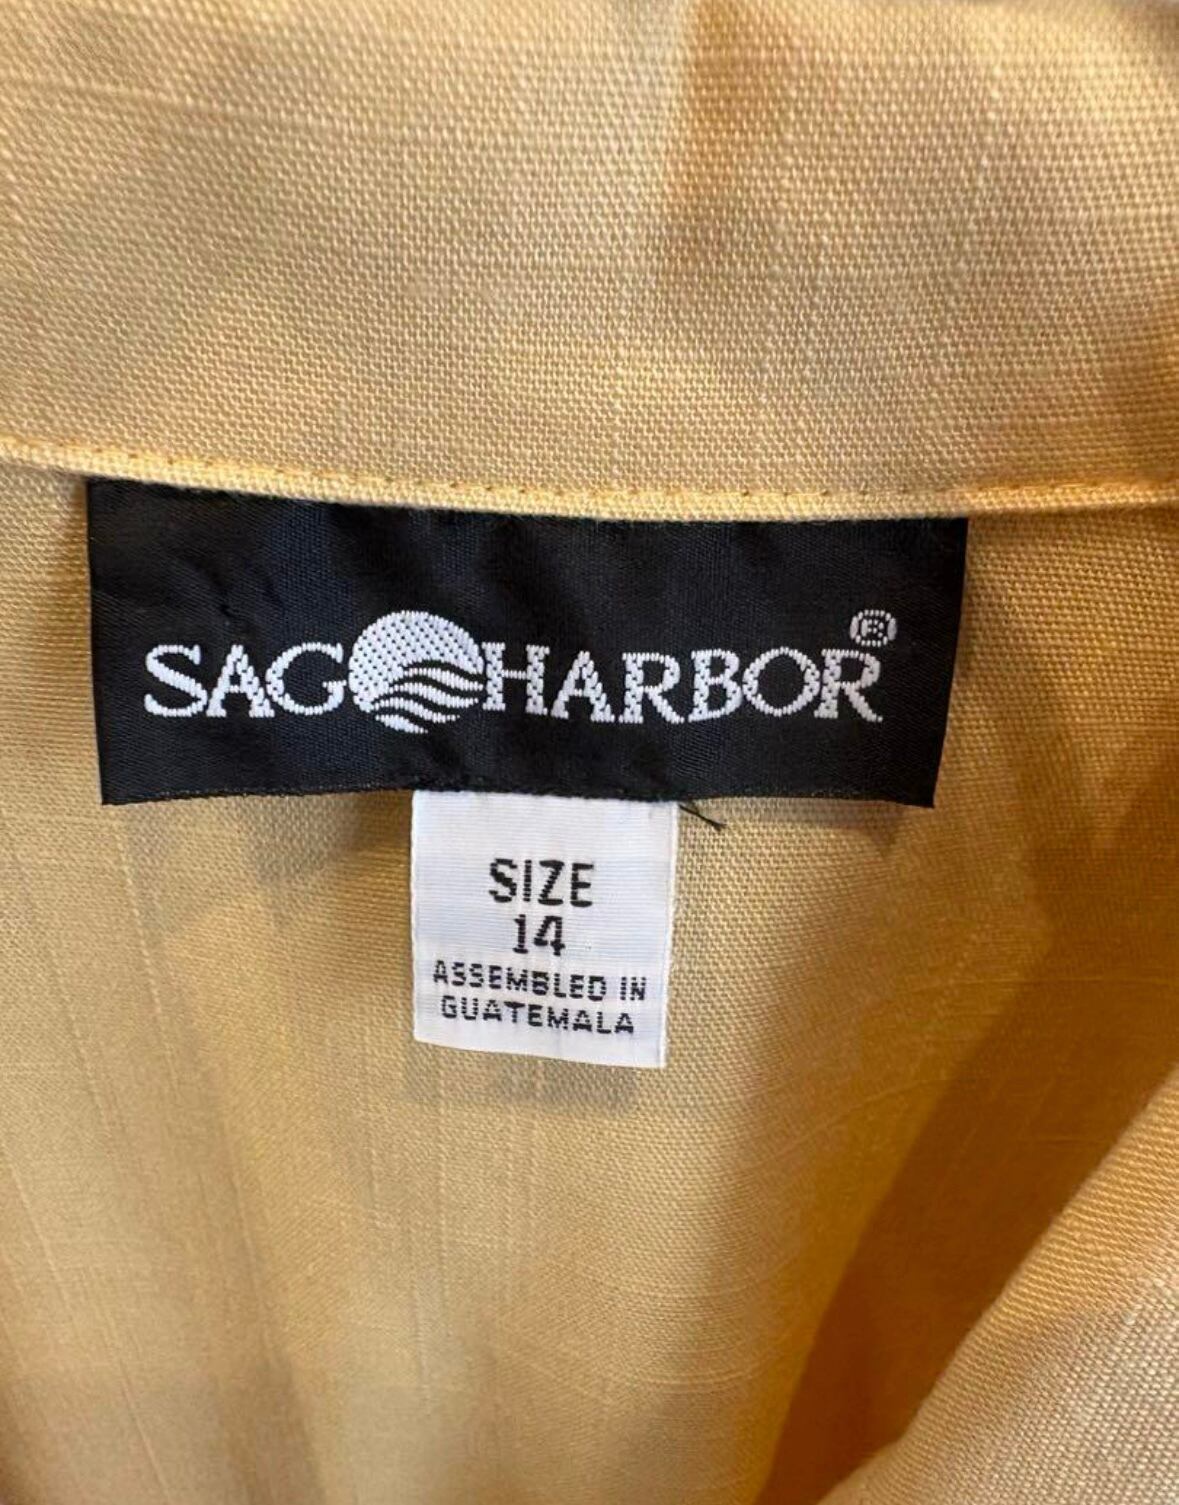 SAG HARBOR®
SIZE
14
ASSEMBLED IN
GUATEMALA